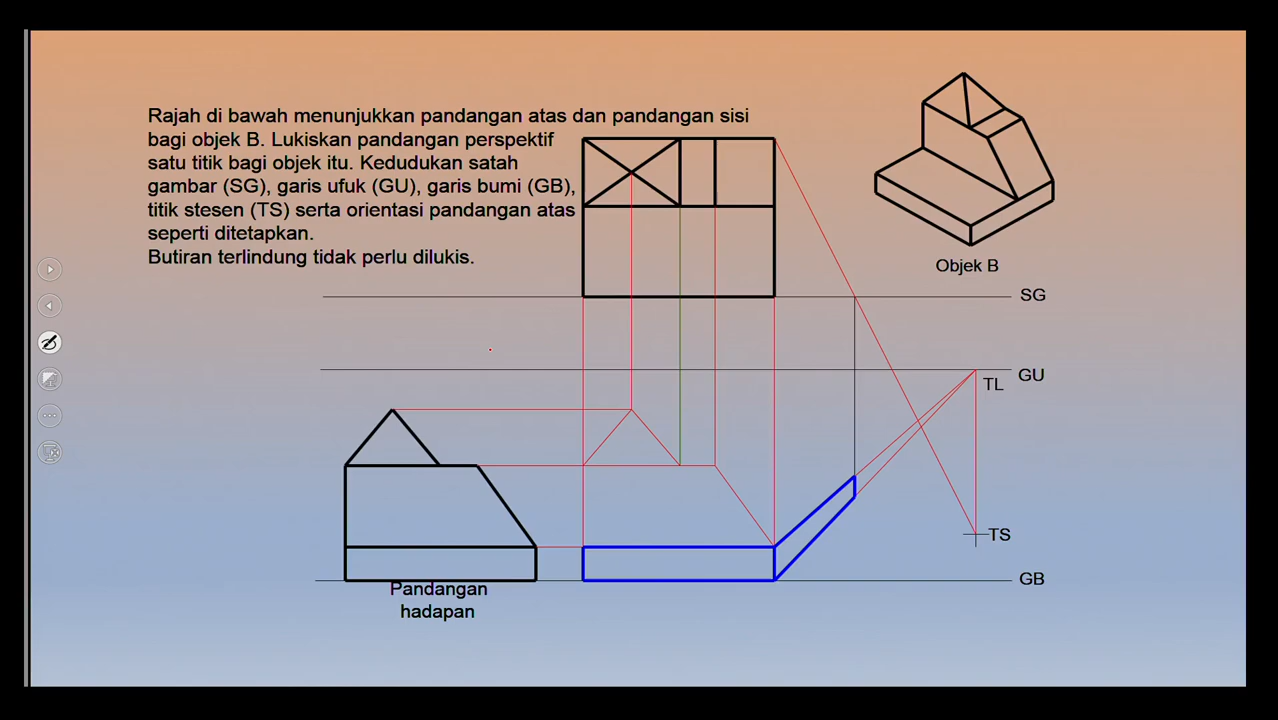 Rajah di bawah menunjukkan pandangan atas dan pandangan sisi
bagi objek B. Lukiskan pandangan perspektif
satu titik bagi objek itu. Kedudukan satah
gambar (SG), garis ufuk (GU), garis bumi (GB),
titik stesen (TS) serta orientasi pandangan atas
seperti ditetapkan.
Butiran terlindung tidak perlu dilukis.
Objek B
SG
GU
TL
TS
GB
Pandangan
hadapan